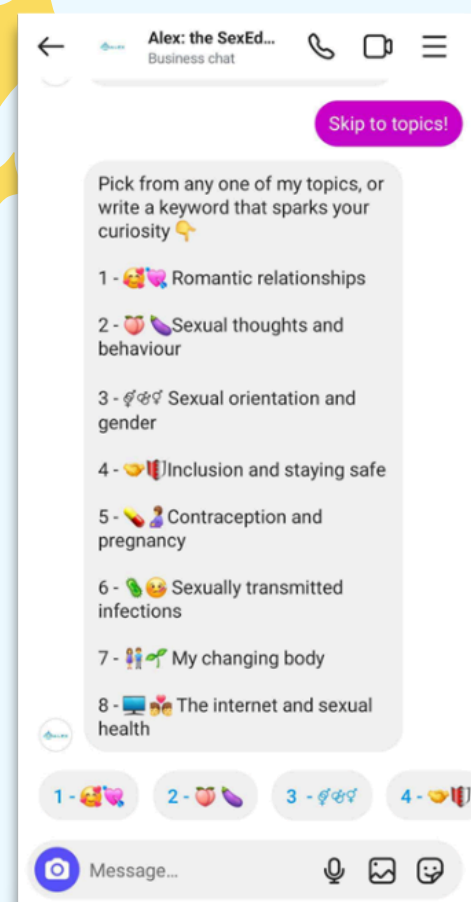 Alex: the SexEd...
Business chat
Skip to topics!
Pick from any one of my topics, or
write a keyword that sparks your
curiosity 👇
1 - 🥰💘 Romantic relationships
2 - 🍑 🍆Sexual thoughts and
behaviour
3 - ⚧⚣⚥ Sexual orientation and
gender
4 - 🤝Inclusion and staying safe
5 - 💊🤰Contraception and
pregnancy
6 - 🦠🤒 Sexually transmitted
infections
7 - 🧍🌱 My changing body
8 - 🖥️💑 The internet and sexual
health
1 - 🥰💘
2 - 🍑 🍆
3 - ⚧⚣⚥
4 - 🤝
Message...